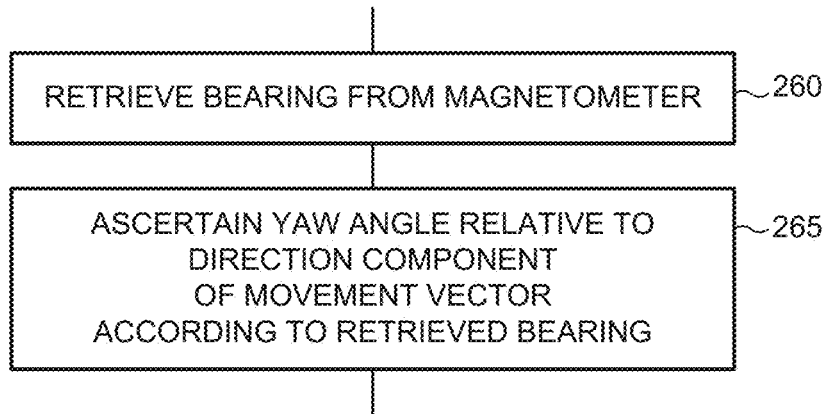 RETRIEVE BEARING FROM MAGNETOMETER
260
ASCERTAIN YAW ANGLE RELATIVE TO
DIRECTION COMPONENT
OF MOVEMENT VECTOR
ACCORDING TO RETRIEVED BEARING
265